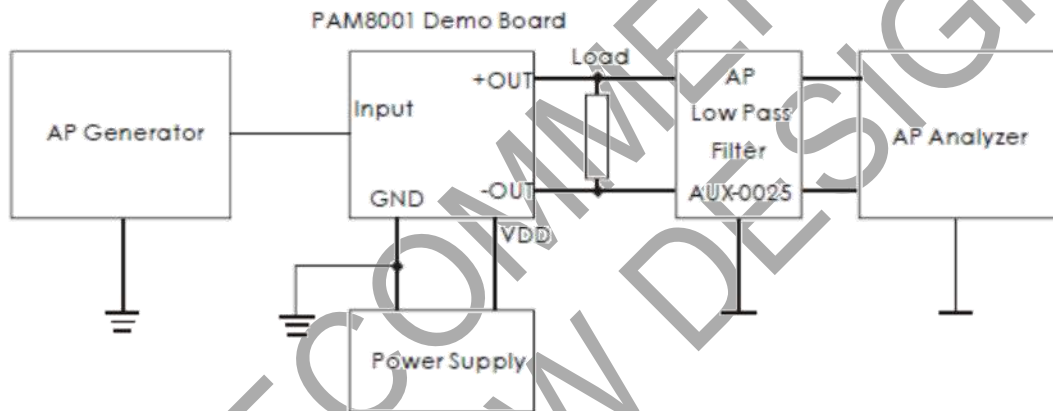 PAM8001 Demo Board
AP Generator
Input
+OUT
-OUT
GND
VDD
Load
AP
Low Pass
Filter
AUX-0025
AP Analyzer
Power Supply